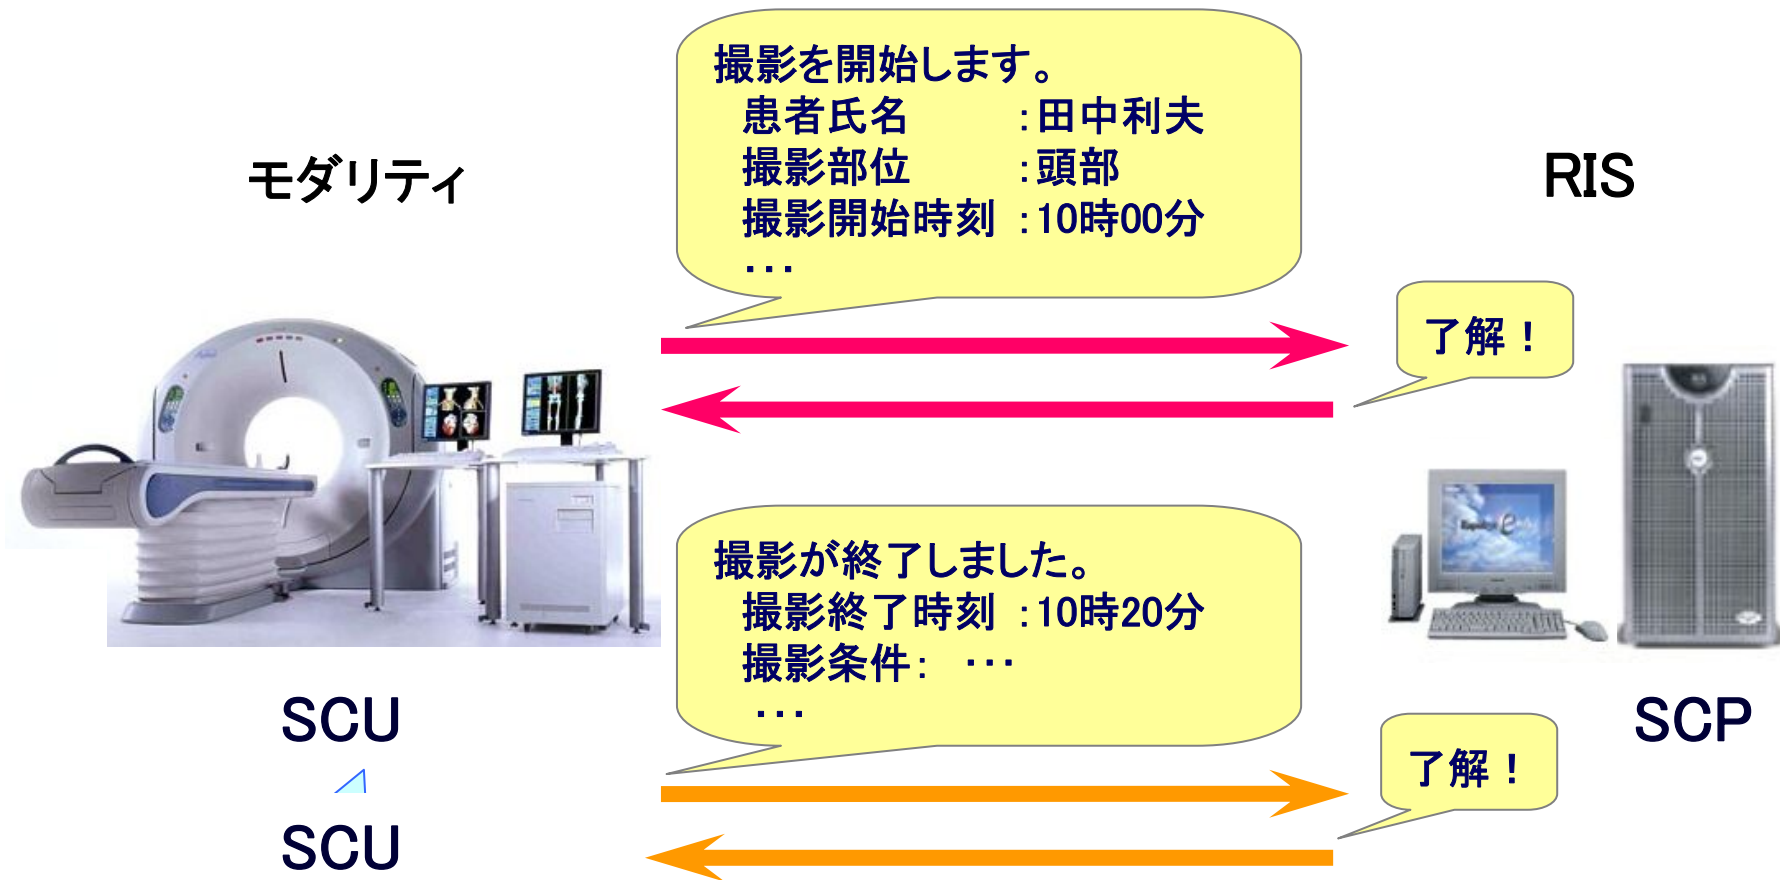 撮影を開始します。
患者氏名　　:田中利夫
撮影部位　　:頭部
撮影開始時刻 :10時00分
・・・
モダリティ
RIS
了解！
撮影が終了しました。
撮影終了時刻 :10時20分
撮影条件: ・・・
・・・
SCU
SCP
了解！
SCU